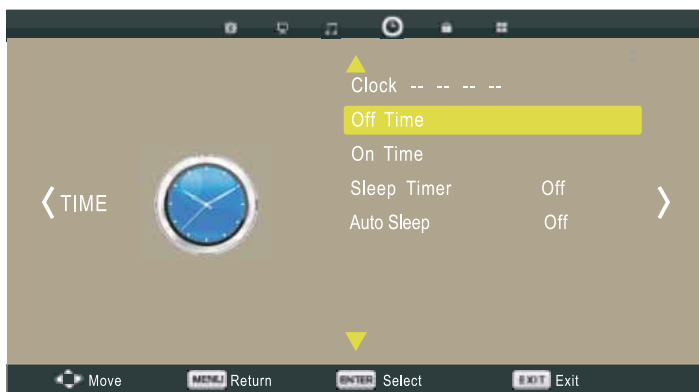 Clock -- -- -- --
Off Time
On Time
Sleep Timer Off
Auto Sleep Off
TIME
Move MENU Return ENTER Select EXIT Exit